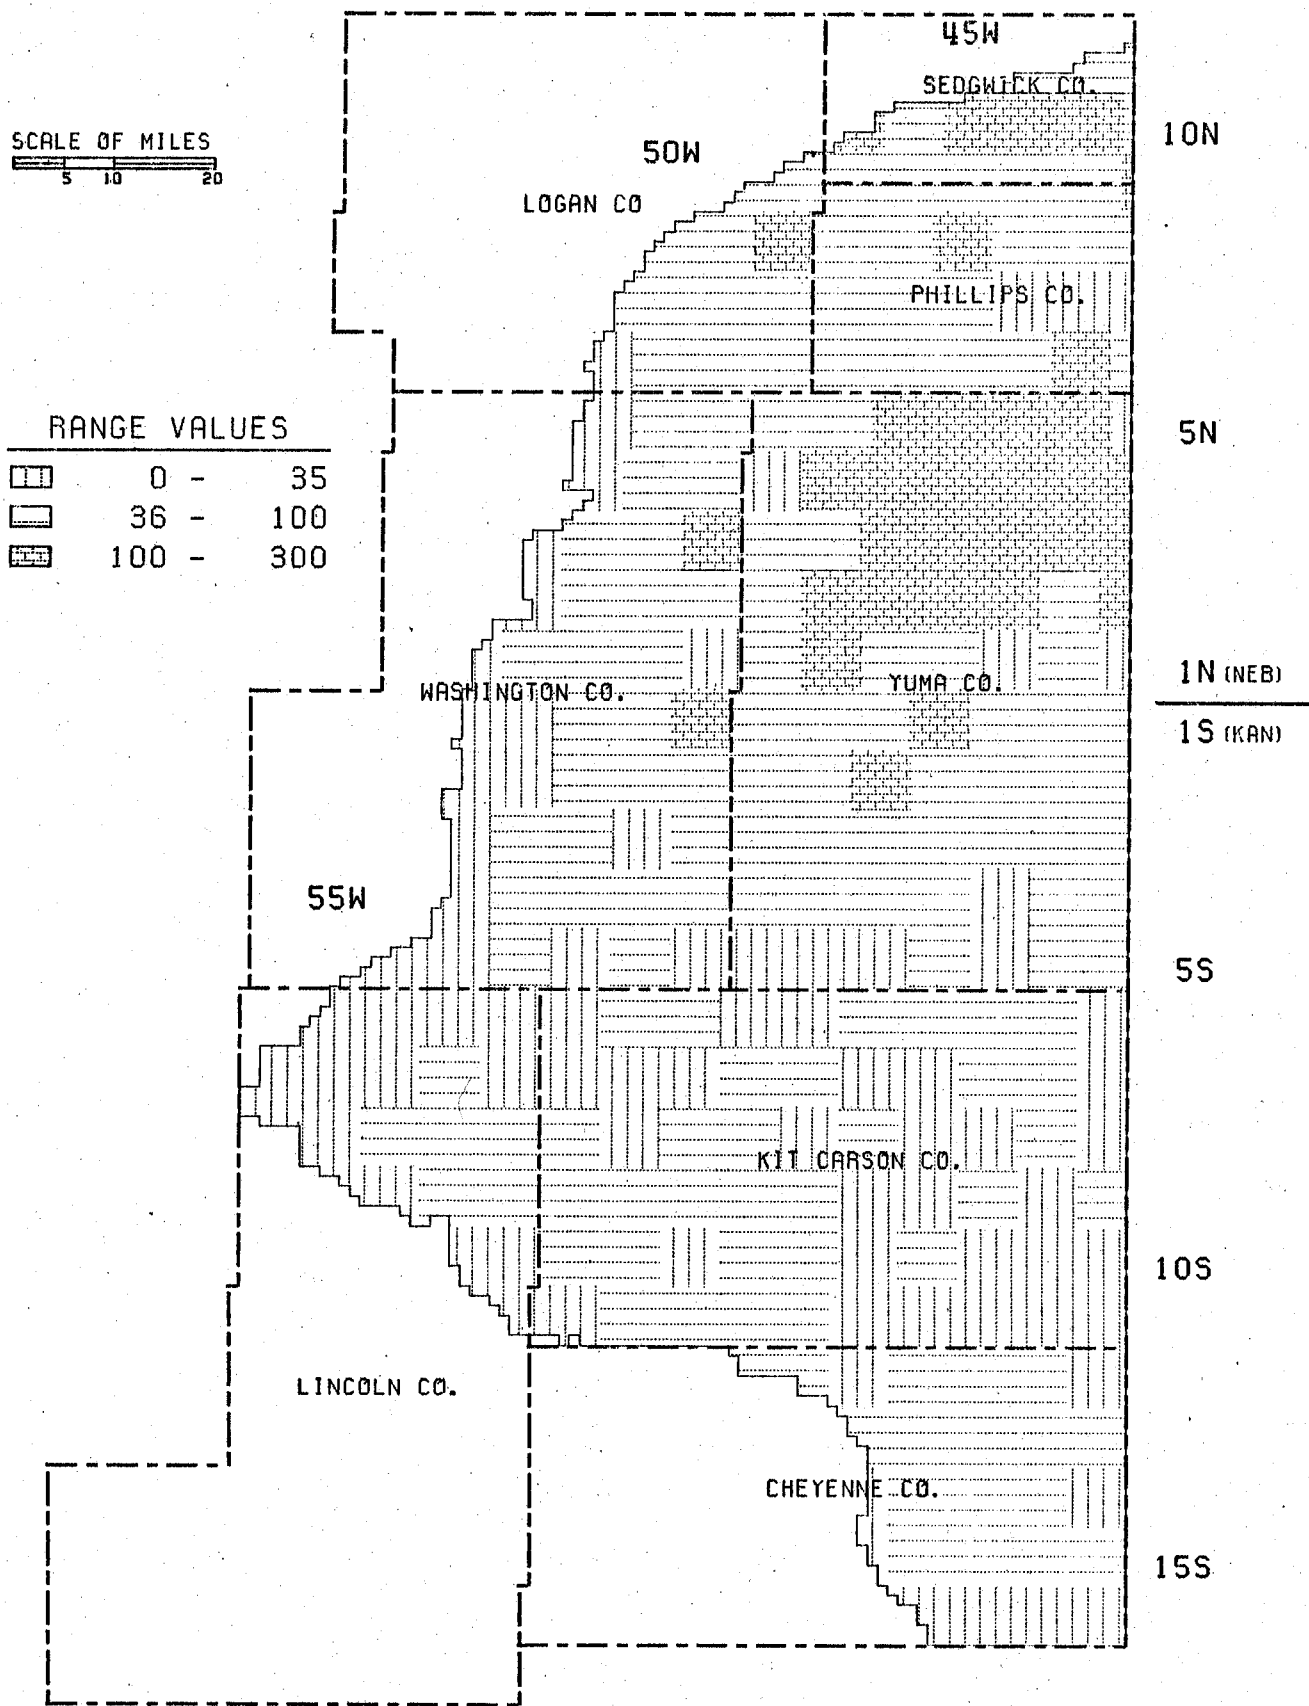 45W
SEDGWICK CO.
SCALE OF MILES
5 10 20
10N
50W
LOGAN CO
PHILLIPS CO.
RANGE VALUES
0 - 35
36 - 100
100 - 300
5N
WASHINGTON CO.
YUMA CO.
1N (NEB)
1S (KAN)
55W
5S
KIT CARSON CO.
10S
LINCOLN CO.
CHEYENNE CO.
15S